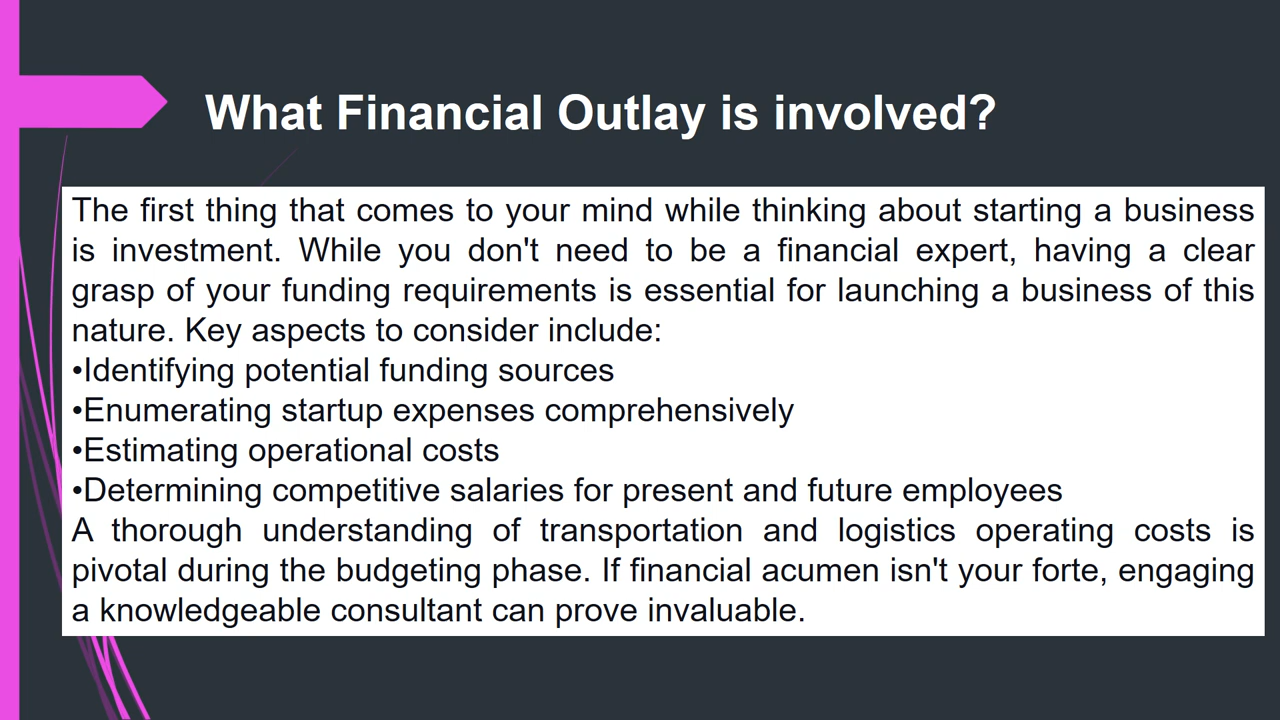 What Financial Outlay is involved?
The first thing that comes to your mind while thinking about starting a business
is investment. While you don't need to be a financial expert, having a clear
grasp of your funding requirements is essential for launching a business of this
nature. Key aspects to consider include:
•Identifying potential funding sources
•Enumerating startup expenses comprehensively
•Estimating operational costs
•Determining competitive salaries for present and future employees
A thorough understanding of transportation and logistics operating costs is
pivotal during the budgeting phase. If financial acumen isn't your forte, engaging
a knowledgeable consultant can prove invaluable.